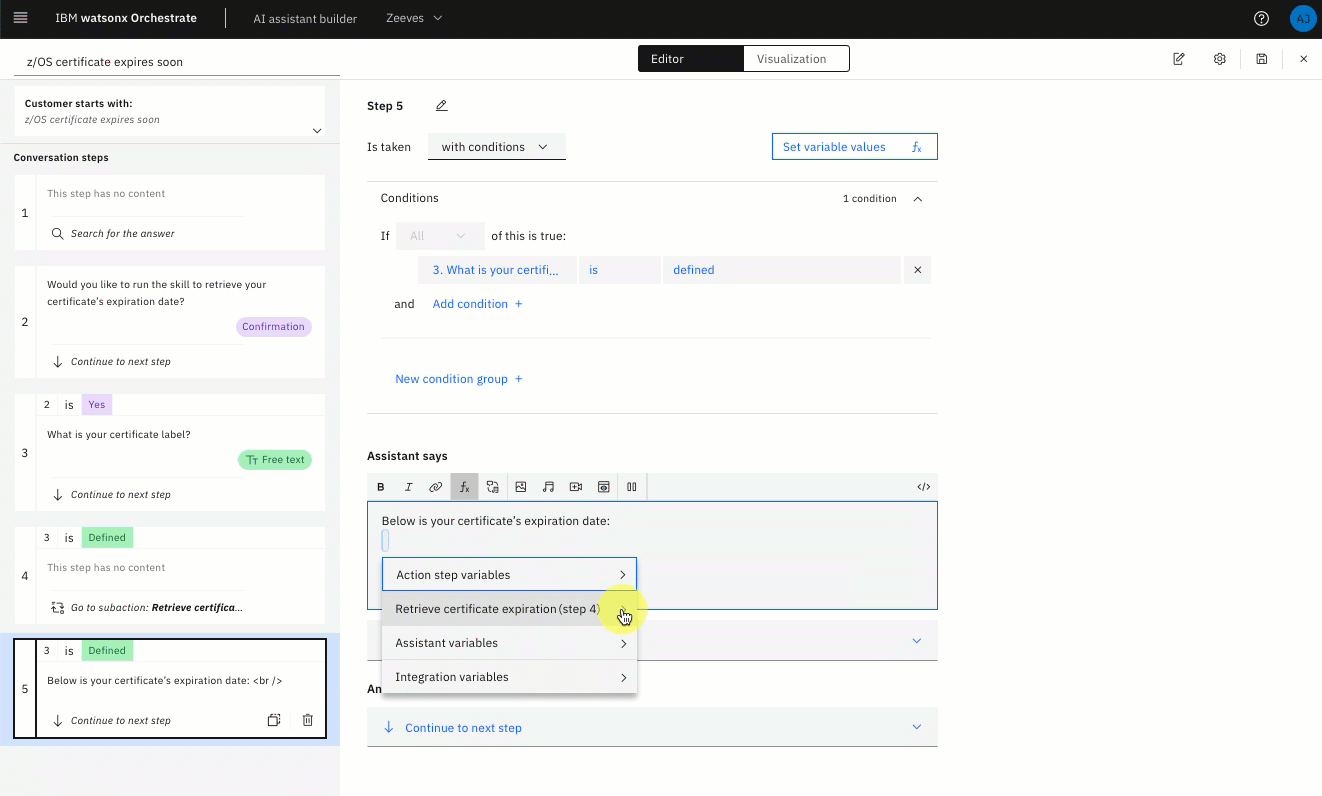 IBM watsonx Orchestrate
AI assistant builder
Zeeves
AJ
z/OS certificate expires soon
Editor
Visualization
Customer starts with:
z/OS certificate expires soon
Conversation steps
1
This step has no content
Search for the answer
2
Would you like to run the skill to retrieve your
certificate's expiration date?
Confirmation
Continue to next step
2 is Yes
3
What is your certificate label?
Free text
Continue to next step
3 is Defined
4
This step has no content
Go to subaction: Retrieve certifica...
3 is Defined
5
Below is your certificate's expiration date: <br />
Continue to next step
Step 5
Is taken
with conditions
Set variable values
Conditions
1 condition
If
All
of this is true:
3. What is your certifi...
is
defined
and
Add condition +
New condition group +
Assistant says
B I
</>
Below is your certificate's expiration date:
Action step variables
Retrieve certificate expiration (step 4)
Assistant variables
Integration variables
An
Continue to next step